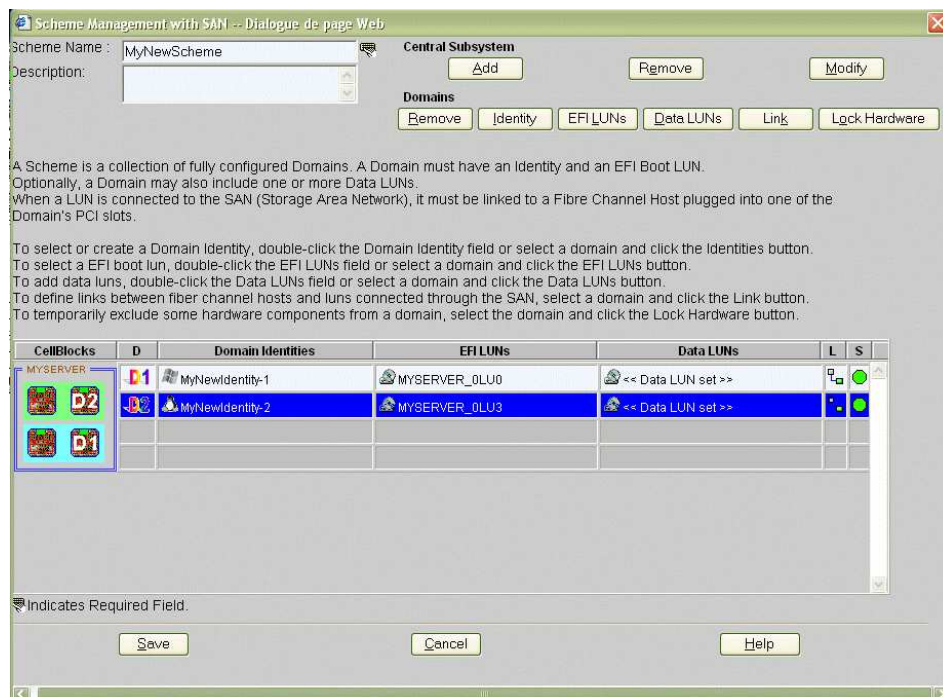 Scheme Management with SAN -- Dialogue de page Web
Scheme Name : MyNewScheme
Description:
Central Subsystem
Add Remove Modify
Domains
Remove Identity EFI LUNs Data LUNs Link Lock Hardware
A Scheme is a collection of fully configured Domains. A Domain must have an Identity and an EFI Boot LUN.
Optionally, a Domain may also include one or more Data LUNs.
When a LUN is connected to the SAN (Storage Area Network), it must be linked to a Fibre Channel Host plugged into one of the
Domain's PCI slots.
To select or create a Domain Identity, double-click the Domain Identity field or select a domain and click the Identities button.
To select a EFI boot lun, double-click the EFI LUNs field or select a domain and click the EFI LUNs button.
To add data luns, double-click the Data LUNs field or select a domain and click the Data LUNs button.
To define links between fiber channel hosts and luns connected through the SAN, select a domain and click the Link button.
To temporarily exclude some hardware components from a domain, select the domain and click the Lock Hardware button.
CellBlocks D Domain Identities EFI LUNs Data LUNs L S
MYSERVER
D1 MyNewIdentity-1 MYSERVER_0LU0 << Data LUN set >>
D2 D2 MyNewIdentity-2 MYSERVER_0LU3 << Data LUN set >>
D1
Indicates Required Field.
Save Cancel Help